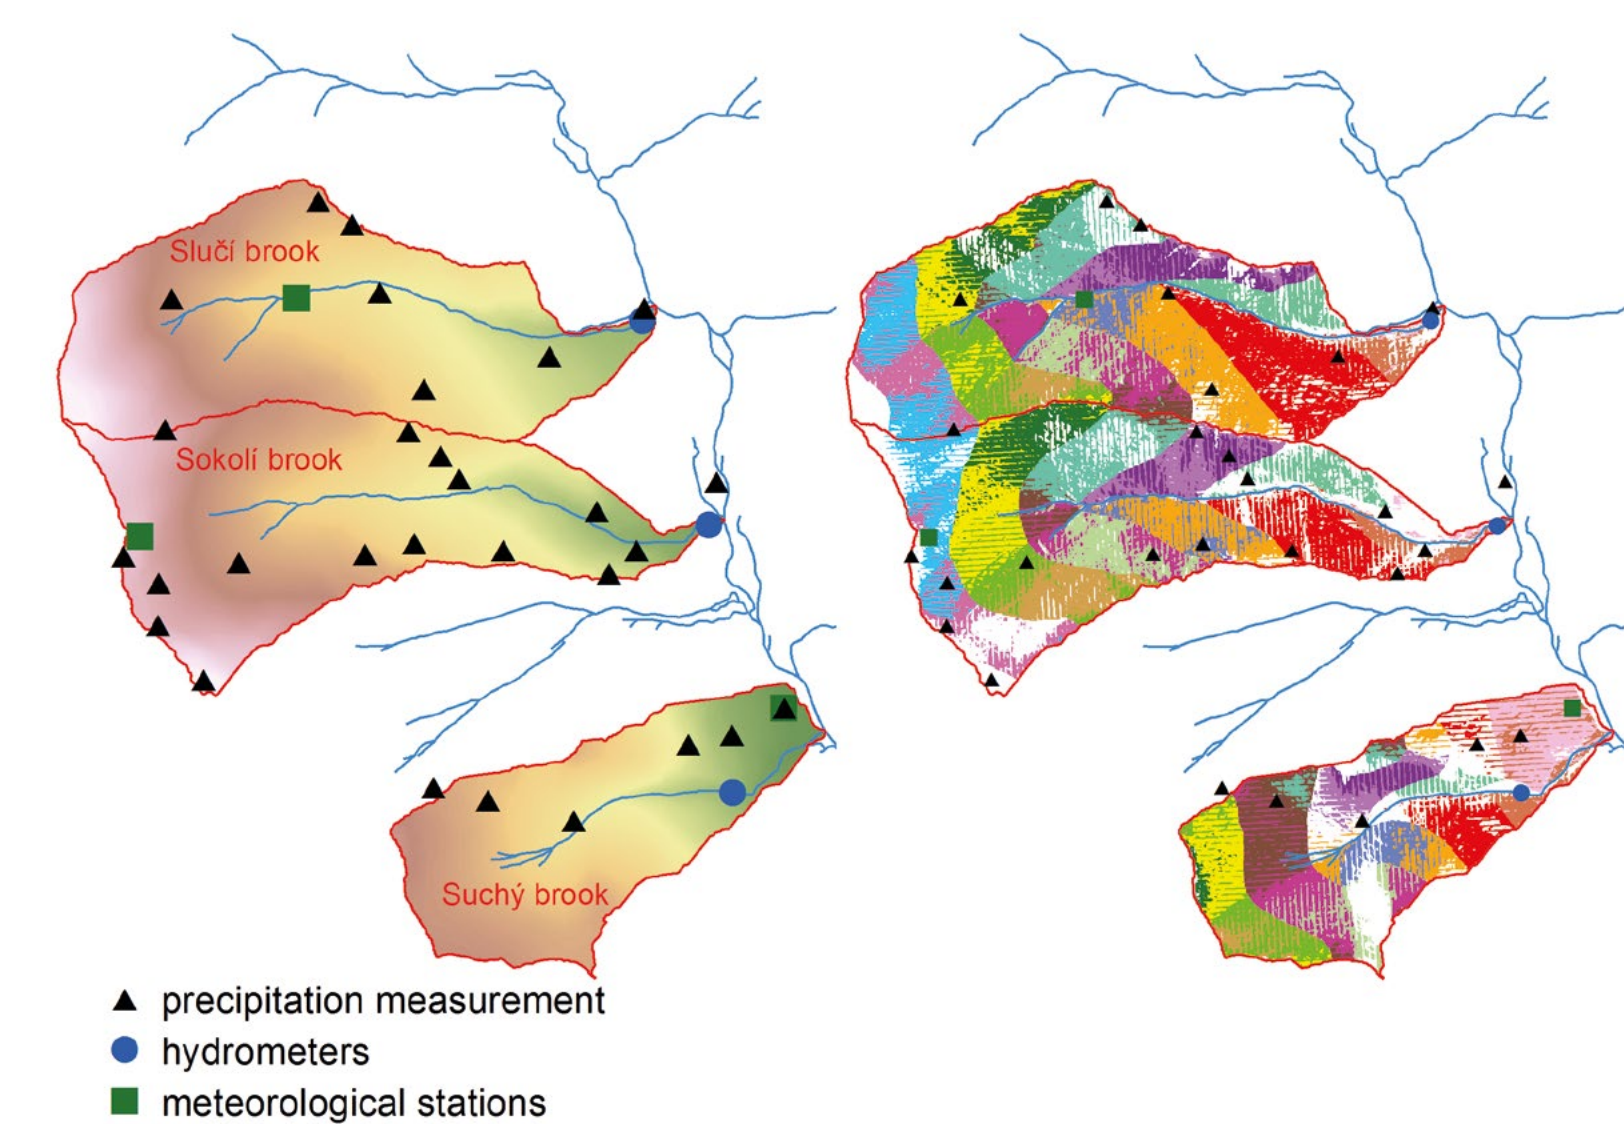 Slučí brook
Sokolí brook
Suchý brook
precipitation measurement
hydrometers
meteorological stations